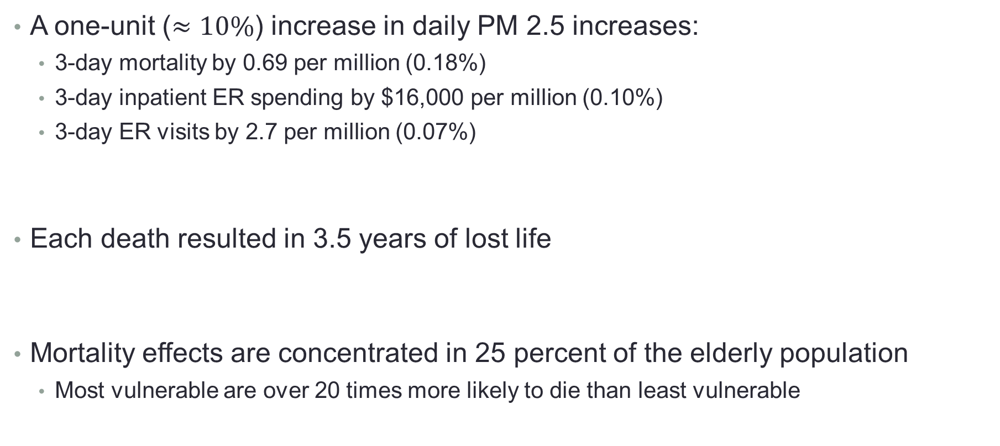 • A one-unit (≈ 10%) increase in daily PM 2.5 increases:
• 3-day mortality by 0.69 per million (0.18%)
• 3-day inpatient ER spending by $16,000 per million (0.10%)
• 3-day ER visits by 2.7 per million (0.07%)
• Each death resulted in 3.5 years of lost life
• Mortality effects are concentrated in 25 percent of the elderly population
• Most vulnerable are over 20 times more likely to die than least vulnerable